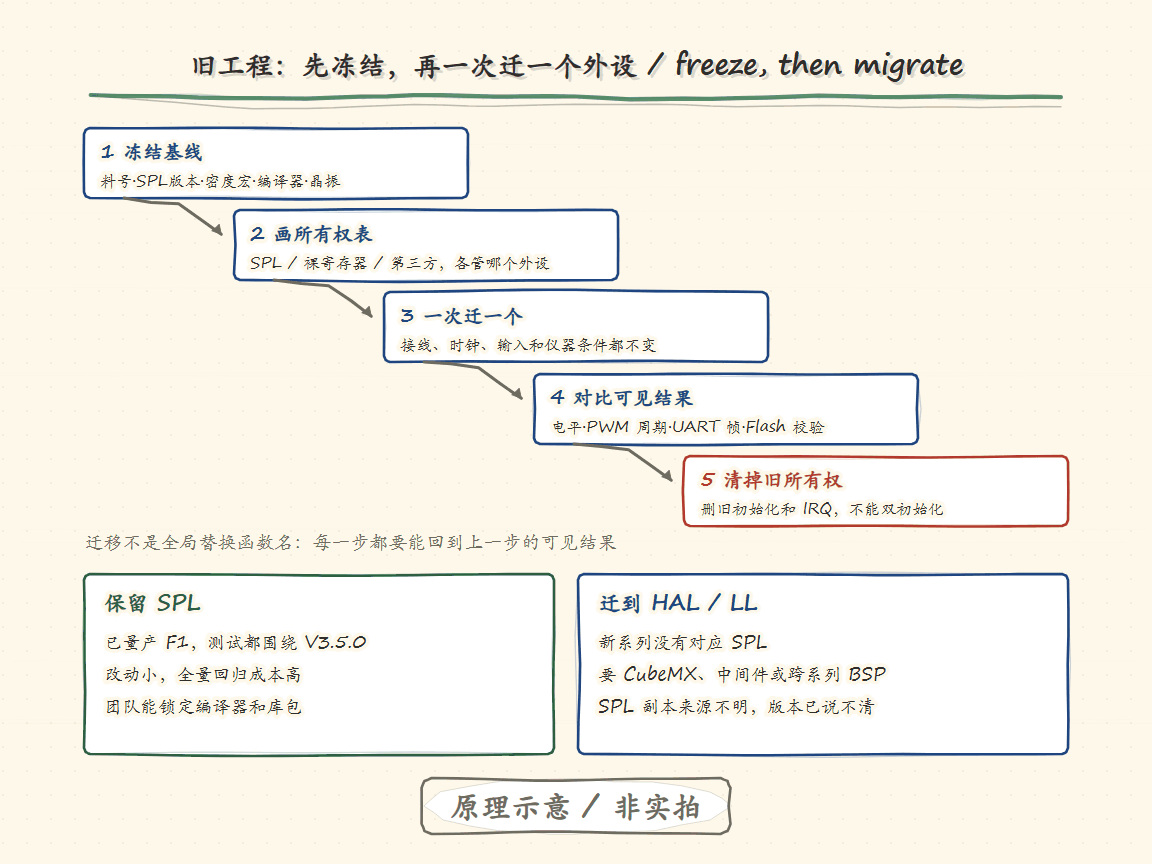 旧工程：先冻结，再一次迁一个外设 / freeze, then migrate
1 冻结基线
料号·SPL版本·密度宏·编译器·晶振
2 画所有权表
SPL / 裸寄存器 / 第三方，各管哪个外设
3 一次迁一个
接线、时钟、输入和仪器条件都不变
4 对比可见结果
电平·PWM 周期·UART 帧·Flash 校验
5 清掉旧所有权
删旧初始化和 IRQ，不能双初始化
迁移不是全局替换函数名：每一步都要能回到上一步的可见结果
保留 SPL
已量产 F1，测试都围绕 V3.5.0
改动小，全量回归成本高
团队能锁定编译器和库包
迁到 HAL / LL
新系列没有对应 SPL
要 CubeMX、中间件或跨系列 BSP
SPL 副本来源不明，版本已说不清
原理示意 / 非实拍